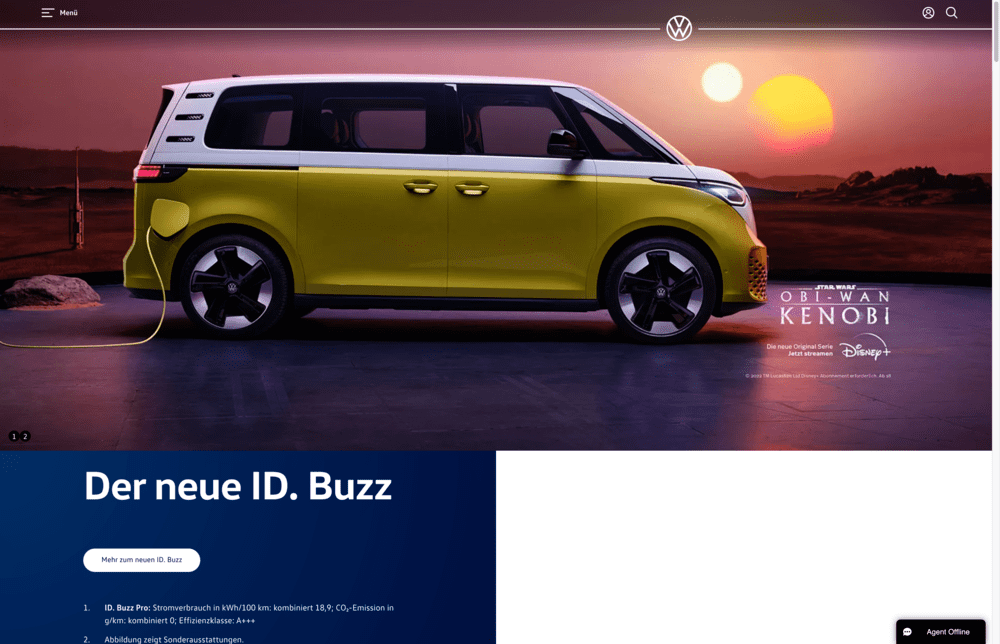 Menü
STAR WARS
OBI-WAN
KENOBI
Die neue Original Serie
Jetzt streamen
Disney+
© 2022 TM Lucasfilm Ltd Disney+ Abonnement erforderlich. Ab 18
1 2
Der neue ID. Buzz
Mehr zum neuen ID. Buzz
1. ID. Buzz Pro: Stromverbrauch in kWh/100 km: kombiniert 18,9; CO₂-Emission in
g/km: kombiniert 0; Effizienzklasse: A+++
2. Abbildung zeigt Sonderausstattungen.
Agent Offline